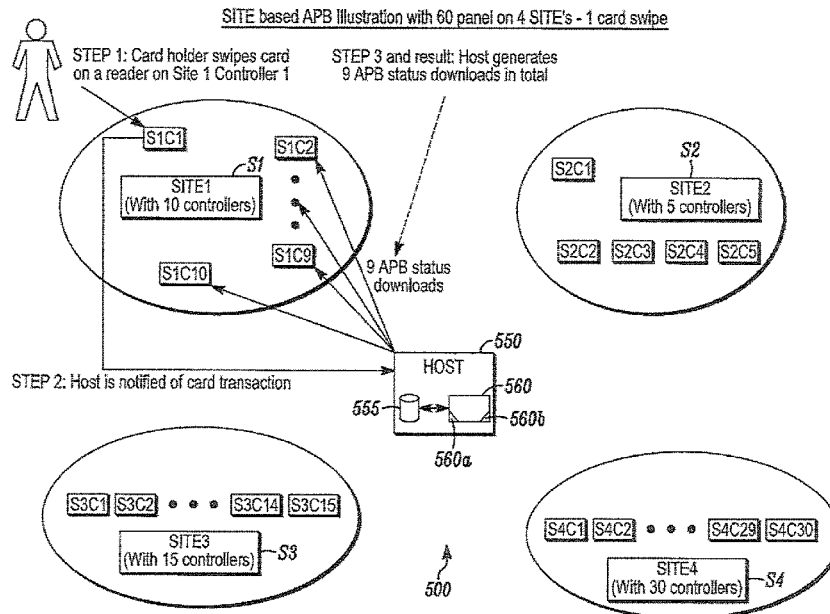 SITE based APB Illustration with 60 panel on 4 SITE's - 1 card swipe
STEP 1: Card holder swipes card
on a reader on Site 1 Controller 1
STEP 3 and result: Host generates
9 APB status downloads in total
S1C1
S1C2
S1
SITE1
(With 10 controllers)
S1C9
S1C10
9 APB status
downloads
S2
S2C1
SITE2
(With 5 controllers)
S2C2 S2C3 S2C4 S2C5
STEP 2: Host is notified of card transaction
550
HOST
555
560
560b
560a
S3C1 S3C2 S3C14 S3C15
SITE3
(With 15 controllers)
S3
500
S4C1 S4C2 S4C29 S4C30
SITE4
(With 30 controllers)
S4